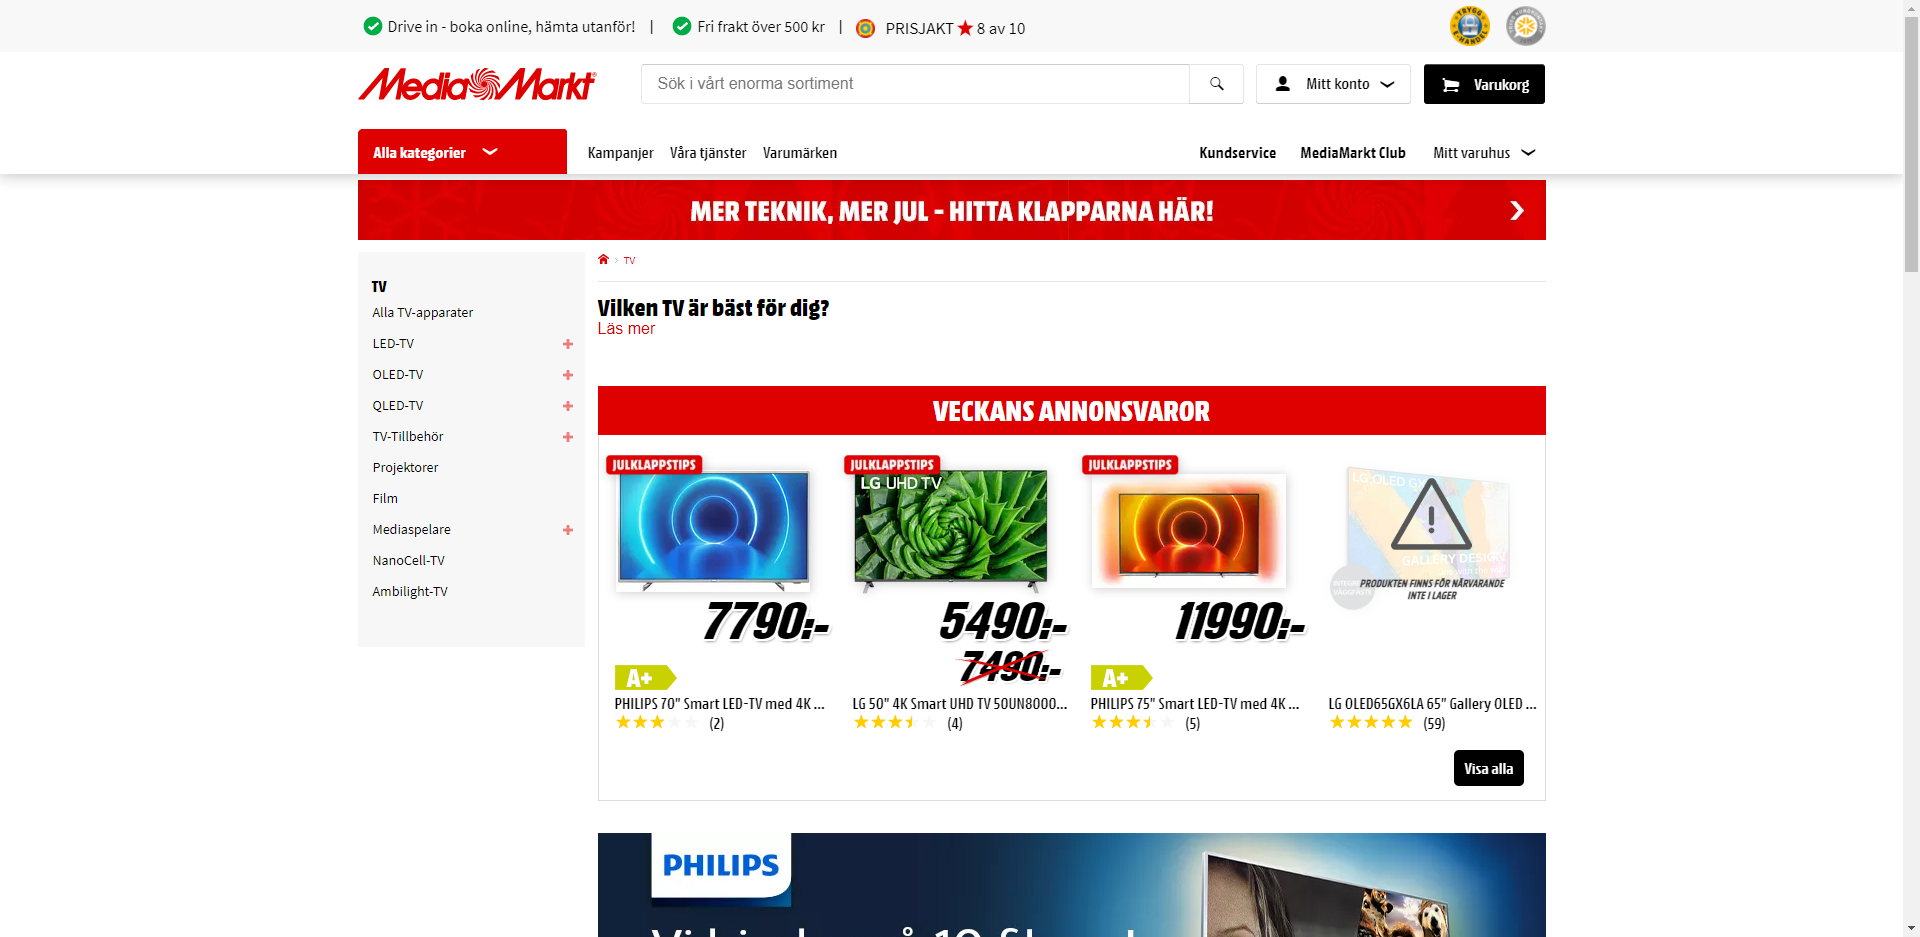 Drive in - boka online, hämta utanför! | Fri frakt över 500 kr | PRISJAKT ★ 8 av 10
MediaMarkt
Sök i vårt enorma sortiment
Mitt konto
Varukorg
Alla kategorier
Kampanjer
Våra tjänster
Varumärken
Kundservice
MediaMarkt Club
Mitt varuhus
MER TEKNIK, MER JUL - HITTA KLAPPARNA HÄR!
TV
Alla TV-apparater
LED-TV
OLED-TV
QLED-TV
TV-Tillbehör
Projektorer
Film
Mediaspelare
NanoCell-TV
Ambilight-TV
TV
Vilken TV är bäst för dig?
Läs mer
VECKANS ANNONSVAROR
JULKLAPPSTIPS
7790:-
A+
PHILIPS 70" Smart LED-TV med 4K ...
(2)
JULKLAPPSTIPS
LG UHD TV
5490:-
7490:-
LG 50" 4K Smart UHD TV 50UN8000...
(4)
JULKLAPPSTIPS
11990:-
A+
PHILIPS 75" Smart LED-TV med 4K ...
(5)
LG OLED GX
GALLERY DESIGN
PRODUKTEN FINNS FÖR NÄRVARANDE
INTE I LAGER
LG OLED65GX6LA 65" Gallery OLED ...
(59)
Visa alla
PHILIPS